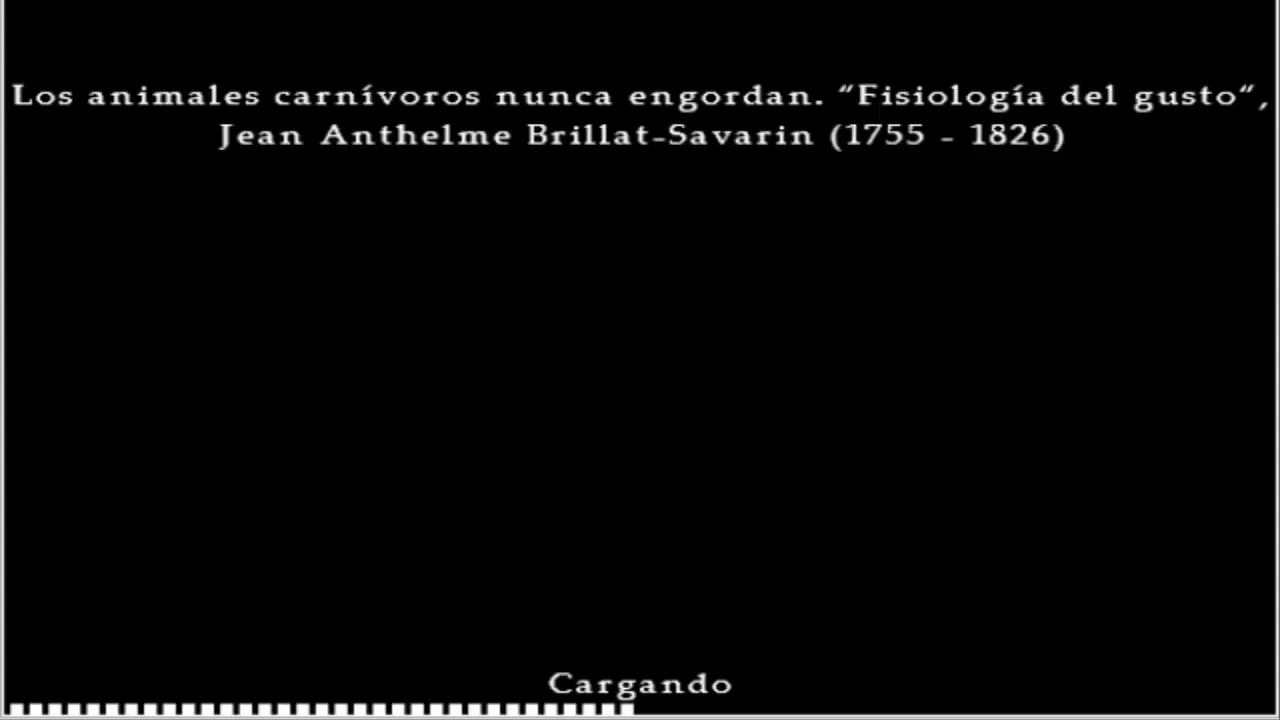 Los animales carnívoros nunca engordan. "Fisiología del gusto",
Jean Anthelme Brillat-Savarin (1755 - 1826)
Cargando